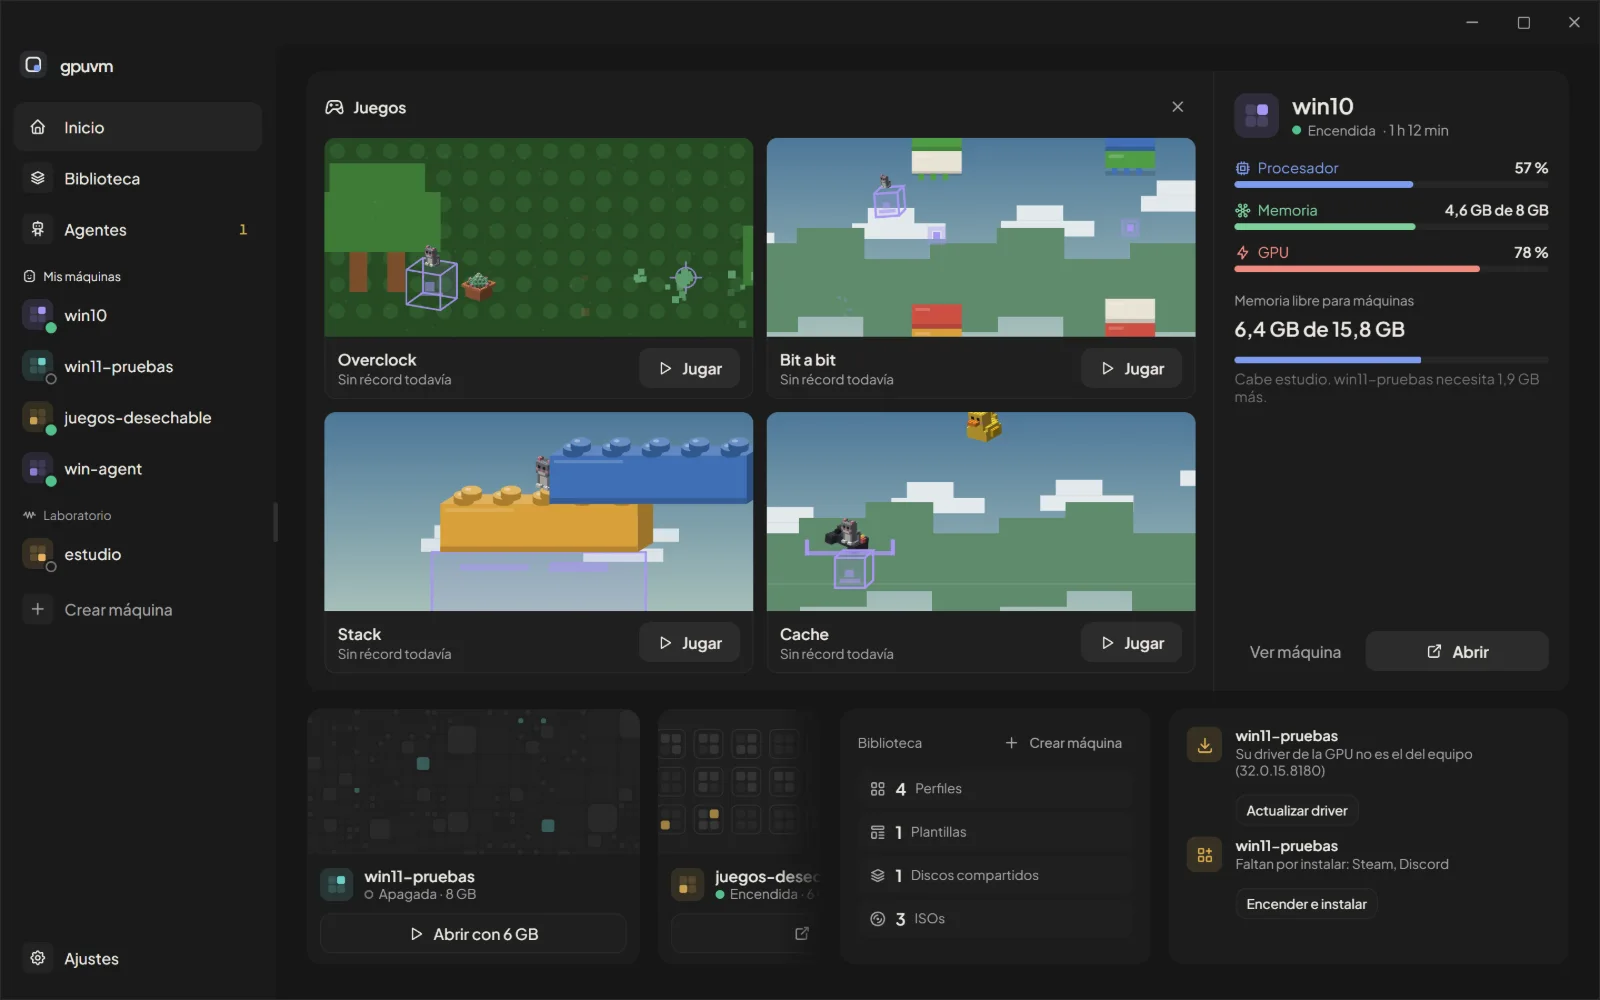 gpuvm
Inicio
Biblioteca
Agentes 1
Mis máquinas
win10
win11-pruebas
juegos-desechable
win-agent
Laboratorio
estudio
Crear máquina
Ajustes
Juegos
Overclock
Sin récord todavía
Jugar
Bit a bit
Sin récord todavía
Jugar
Stack
Sin récord todavía
Jugar
Cache
Sin récord todavía
Jugar
win10
Encendida · 1 h 12 min
Procesador 57 %
Memoria 4,6 GB de 8 GB
GPU 78 %
Memoria libre para máquinas
6,4 GB de 15,8 GB
Cabe estudio. win11-pruebas necesita 1,9 GB
más.
Ver máquina
Abrir
win11-pruebas
Apagada · 8 GB
Abrir con 6 GB
juegos-desec
Encendida · 6
Biblioteca
Crear máquina
4 Perfiles
1 Plantillas
1 Discos compartidos
3 ISOs
win11-pruebas
Su driver de la GPU no es el del equipo
(32.0.15.8180)
Actualizar driver
win11-pruebas
Faltan por instalar: Steam, Discord
Encender e instalar